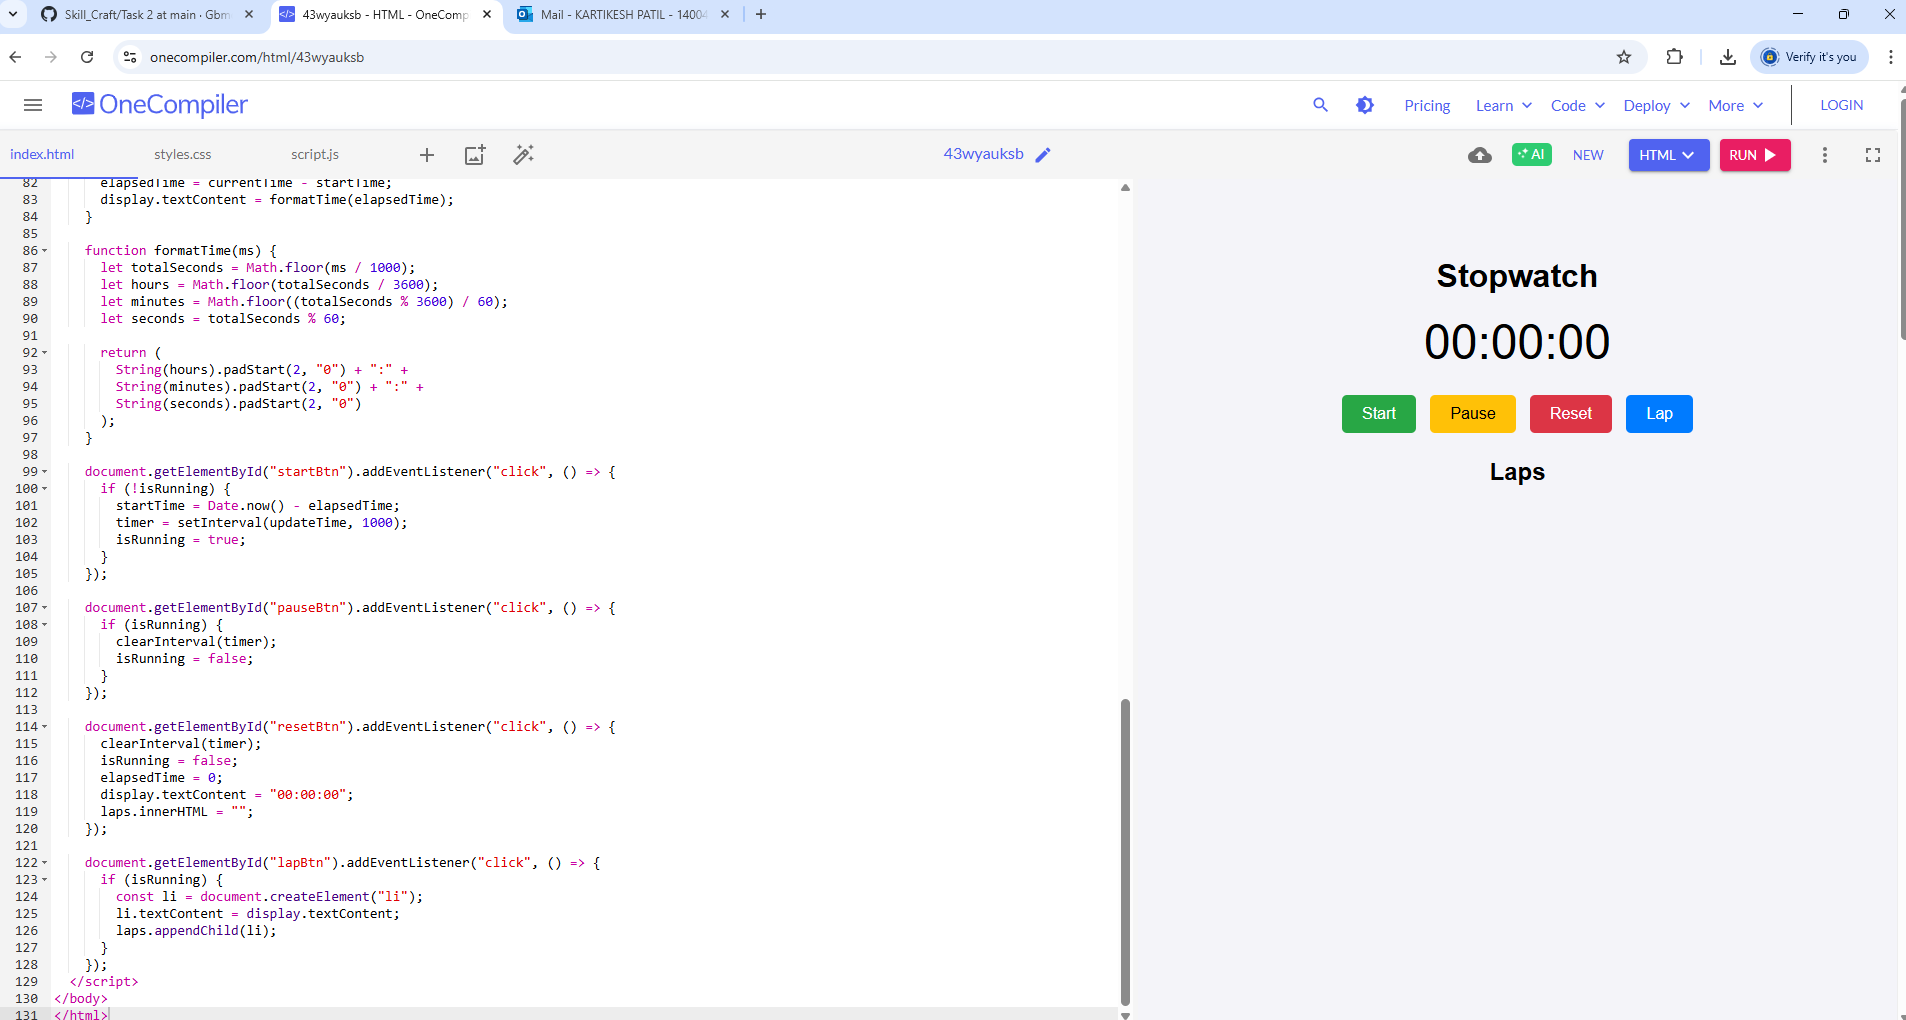 Skill_Craft/Task 2 at main · Gbm
43wyauksb - HTML - OneComp
Mail - KARTIKESH PATIL - 14004
onecompiler.com/html/43wyauksb
Verify it's you
OneCompiler
Pricing
Learn
Code
Deploy
More
LOGIN
index.html
styles.css
script.js
43wyauksb
AI
NEW
HTML
RUN
82 elapsedTime = currentTime - startTime;
83 display.textContent = formatTime(elapsedTime);
84 }
85
86 function formatTime(ms) {
87 let totalSeconds = Math.floor(ms / 1000);
88 let hours = Math.floor(totalSeconds / 3600);
89 let minutes = Math.floor((totalSeconds % 3600) / 60);
90 let seconds = totalSeconds % 60;
91
92 return (
93 String(hours).padStart(2, "0") + ":" +
94 String(minutes).padStart(2, "0") + ":" +
95 String(seconds).padStart(2, "0")
96 );
97 }
98
99 document.getElementById("startBtn").addEventListener("click", () => {
100 if (!isRunning) {
101 startTime = Date.now() - elapsedTime;
102 timer = setInterval(updateTime, 1000);
103 isRunning = true;
104 }
105 });
106
107 document.getElementById("pauseBtn").addEventListener("click", () => {
108 if (isRunning) {
109 clearInterval(timer);
110 isRunning = false;
111 }
112 });
113
114 document.getElementById("resetBtn").addEventListener("click", () => {
115 clearInterval(timer);
116 isRunning = false;
117 elapsedTime = 0;
118 display.textContent = "00:00:00";
119 laps.innerHTML = "";
120 });
121
122 document.getElementById("lapBtn").addEventListener("click", () => {
123 if (isRunning) {
124 const li = document.createElement("li");
125 li.textContent = display.textContent;
126 laps.appendChild(li);
127 }
128 });
129 </script>
130 </body>
131 </html>
Stopwatch
00:00:00
Start
Pause
Reset
Lap
Laps